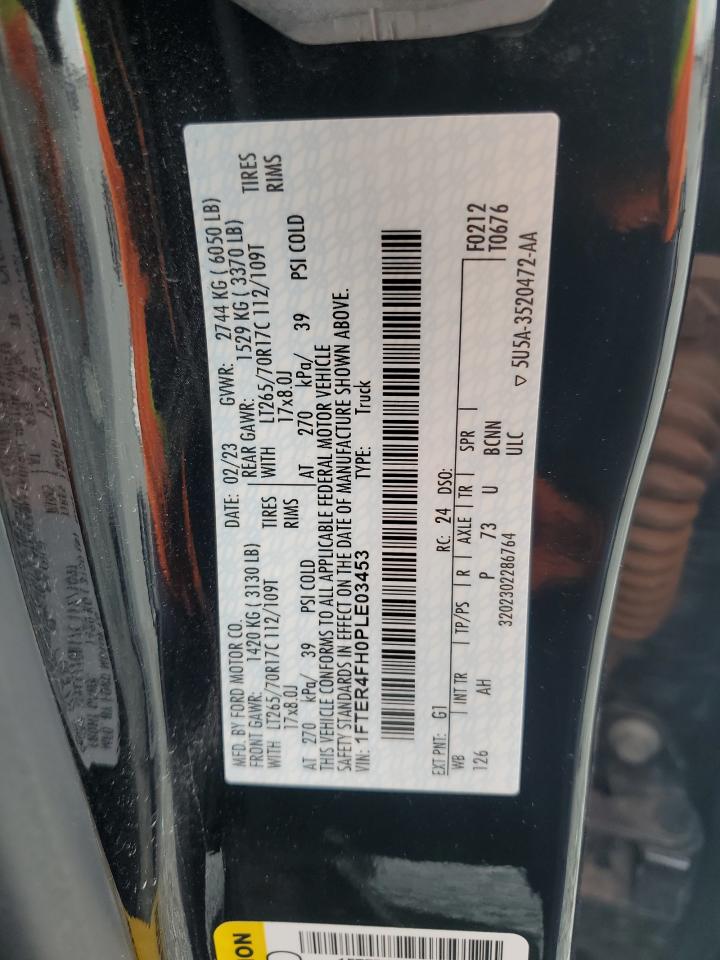 MFD. BY FORD MOTOR CO.
DATE: 02/23 GVWR: 2744 KG ( 6050 LB)
FRONT GAWR: 1420 KG ( 3130 LB) REAR GAWR: 1529 KG ( 3370 LB)
WITH LT265/70R17C 112/109T TIRES WITH LT265/70R17C 112/109T TIRES
17x8.0J RIMS 17x8.0J RIMS
AT 270 kPa/ 39 PSI COLD AT 270 kPa/ 39 PSI COLD
THIS VEHICLE CONFORMS TO ALL APPLICABLE FEDERAL MOTOR VEHICLE
SAFETY STANDARDS IN EFFECT ON THE DATE OF MANUFACTURE SHOWN ABOVE.
VIN: 1FTER4FH0PLE03453 TYPE: Truck
EXT PNT: G1 RC: 24 DSO: F0212
WB INT TR TP/PS R AXLE TR SPR T0676
126 AH P 73 U BCNN
ULC
3202302286764 ▽ 5U5A-3520472-AA
ION